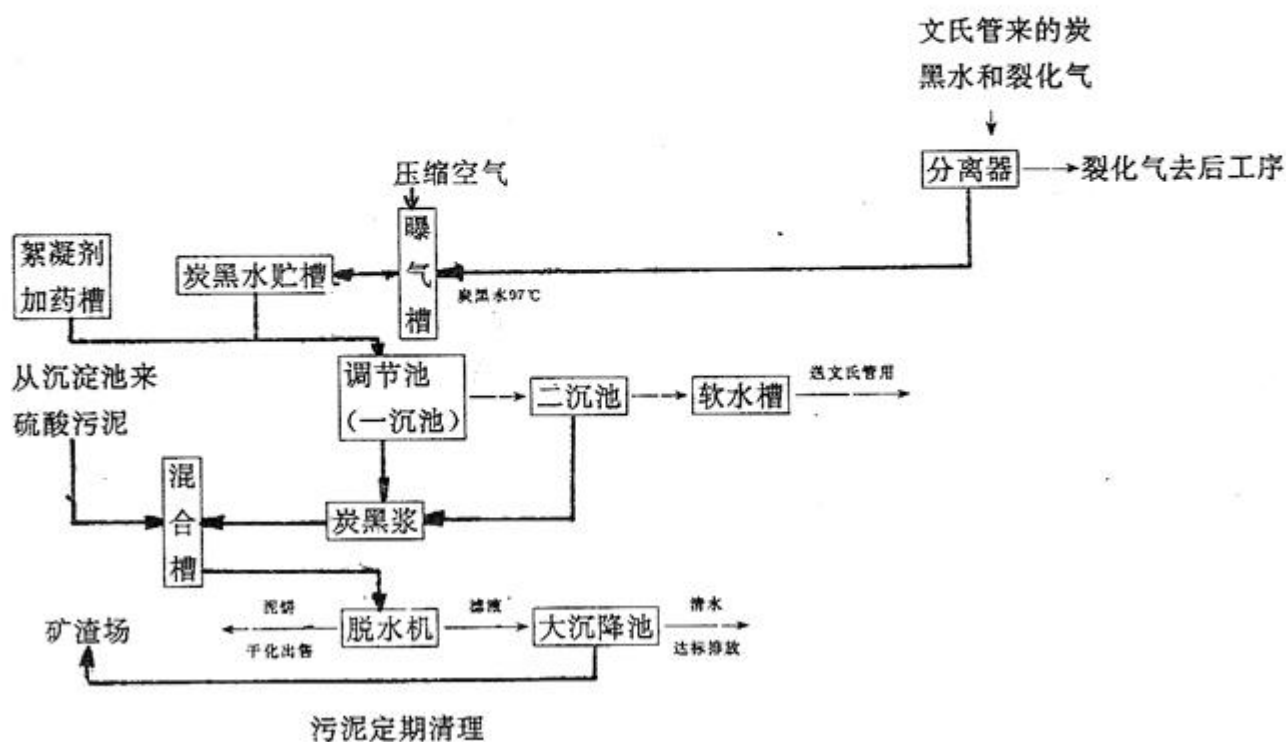 文氏管来的炭
黑水和裂化气
分离器
裂化气去后工序
压缩空气
曝气槽
炭黑水97℃
炭黑水贮槽
絮凝剂
加药槽
调节池
(一沉池)
二沉池
软水槽
送文氏管用
从沉淀池来
硫酸污泥
混合槽
炭黑浆
脱水机
泥饼
干化出售
滤液
大沉降池
清水
达标排放
矿渣场
污泥定期清理